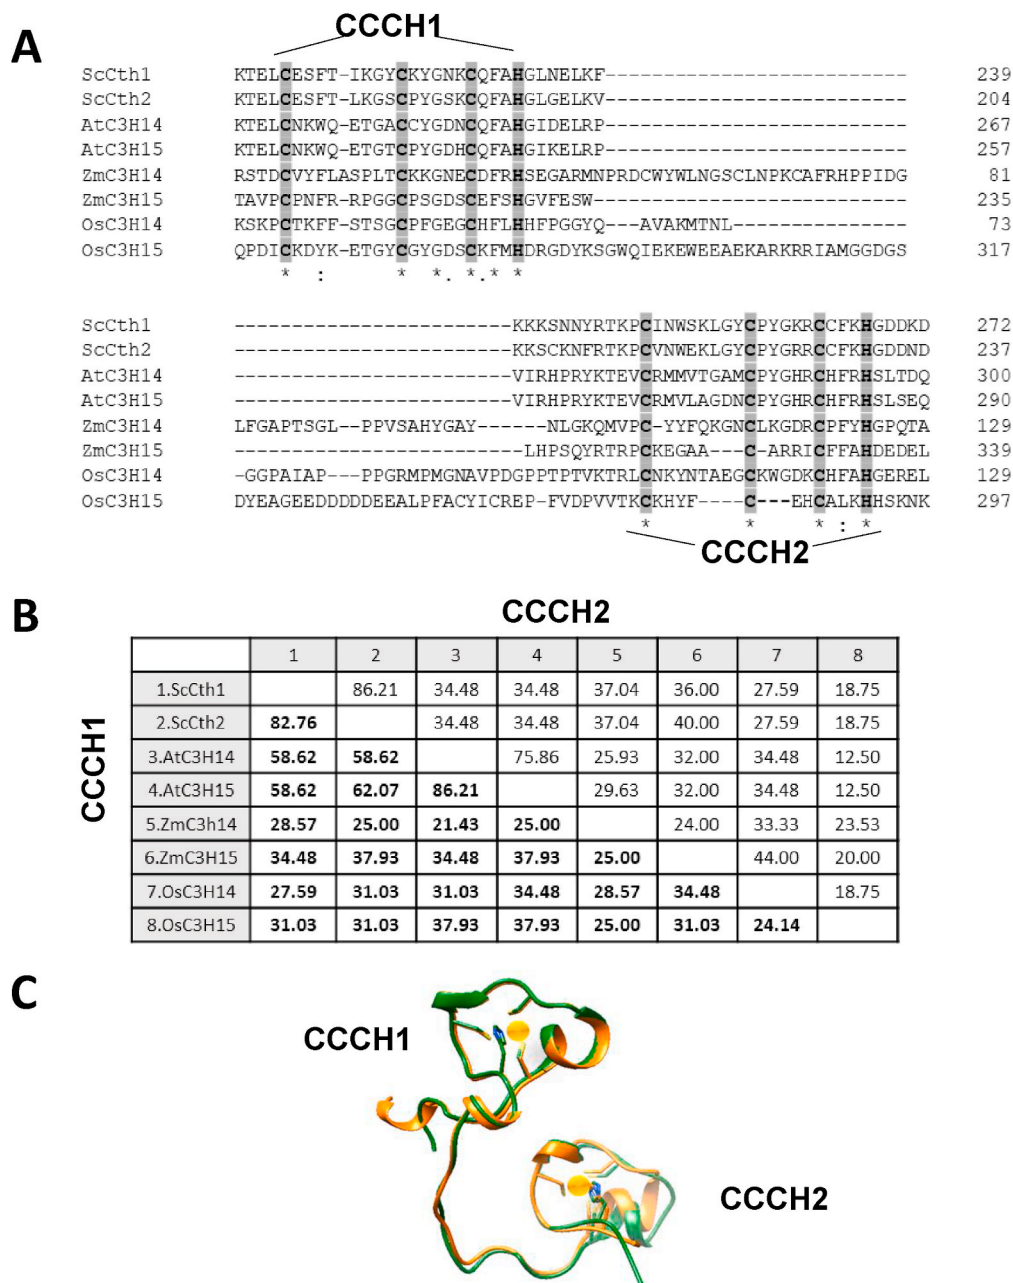 A
CCCH1
ScCth1 KTELCESFT-IKGYCKYGNKCQFAHGLNELKF-------------------------- 239
ScCth2 KTELCESFT-LKGSCPYGSKCQFAHGLGELKV-------------------------- 204
AtC3H14 KTELCNKWQ-ETGACCYGDNCQFAHGIDELRP-------------------------- 267
AtC3H15 KTELCNKWQ-ETGTCPYGDHCQFAHGIKELRP-------------------------- 257
ZmC3H14 RSTDCVYFLASPLTCKKGNECDFRHSEGARMNPRDCWYWLNGSCLNPKCAFRHPPIDG 81
ZmC3H15 TAVPCPNFR-RPGGCPSGDSCEFSHGVFESW--------------------------- 235
OsC3H14 KSKPCTKFF-STSGCPFGEGCHFLHHFPGGYQ---AVAKMTNL--------------- 73
OsC3H15 QPDICKDYK-ETGYCGYGDSCKFMHDRGDYKSGWQIEKEWEEAEKARKRRIAMGGDGS 317
* : * *. *.* *
ScCth1 ------------------------KKKSNNYRTKPCINWSKLGYCPYGKRCCFKHGDDKD 272
ScCth2 ------------------------KKSCKNFRTKPCVNWEKLGYCPYGRRCCFKHGDDND 237
AtC3H14 ------------------------VIRHPRYKTEVCRMMVTGAMCPYGHRCHFRHSLTDQ 300
AtC3H15 ------------------------VIRHPRYKTEVCRMVLAGDNCPYGHRCHFRHSLSEQ 290
ZmC3H14 LFGAPTSGL--PPVSAHYGAY-----NLGKQMVPC-YYFQKGNCLKGDRCPFYHGPQTA 129
ZmC3H15 -------------------------LHPSQYRTRPCKEGAA---C-ARRICFFAHDEDEL 339
OsC3H14 -GGPAIAP---PPGRMPMGNAVPDGPPTPTVKTRLCNKYNTAEGCKWGDKCHFAHGEREL 129
OsC3H15 DYEAGEEDDDDDEEALPFACYICREP-FVDPVVTKCKHYF----C---EHCALKHHSKNK 297
* * * : *
CCCH2
B
CCCH2
CCCH1
1 2 3 4 5 6 7 8
1.ScCth1 86.21 34.48 34.48 37.04 36.00 27.59 18.75
2.ScCth2 82.76 34.48 34.48 37.04 40.00 27.59 18.75
3.AtC3H14 58.62 58.62 75.86 25.93 32.00 34.48 12.50
4.AtC3H15 58.62 62.07 86.21 29.63 32.00 34.48 12.50
5.ZmC3h14 28.57 25.00 21.43 25.00 24.00 33.33 23.53
6.ZmC3H15 34.48 37.93 34.48 37.93 25.00 44.00 20.00
7.OsC3H14 27.59 31.03 31.03 34.48 28.57 34.48 18.75
8.OsC3H15 31.03 31.03 37.93 37.93 25.00 31.03 24.14
C
CCCH1
CCCH2